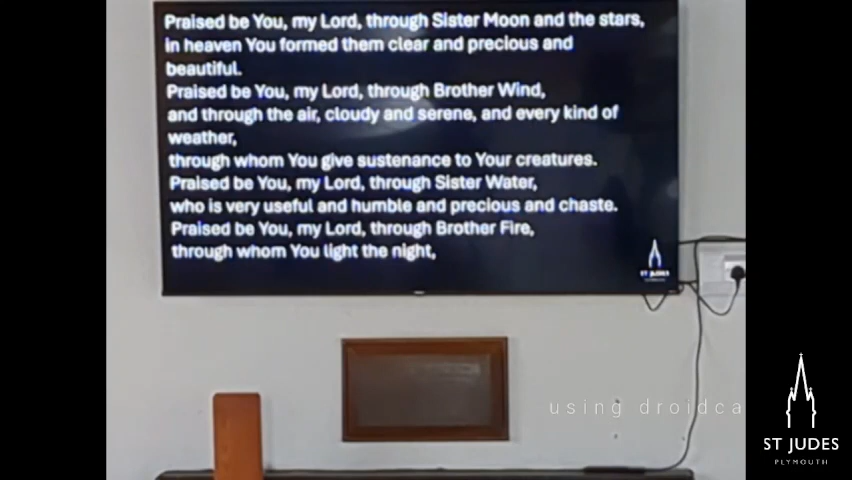 Praised be You, my Lord, through Sister Moon and the stars,
in heaven You formed them clear and precious and
beautiful.
Praised be You, my Lord, through Brother Wind,
and through the air, cloudy and serene, and every kind of
weather,
through whom You give sustenance to Your creatures.
Praised be You, my Lord, through Sister Water,
who is very useful and humble and precious and chaste.
Praised be You, my Lord, through Brother Fire,
through whom You light the night,
ST JUDES
using droidca
ST JUDES
PLYMOUTH